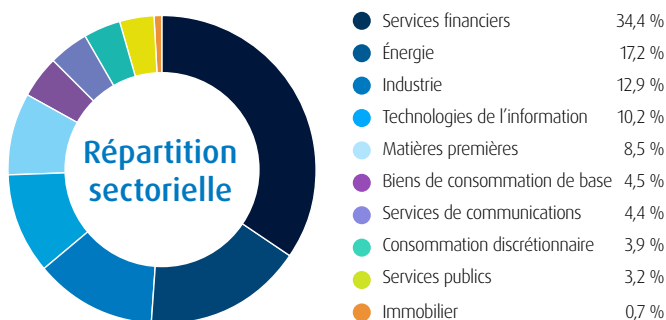 Répartition
sectorielle
Services financiers 34,4 %
Énergie 17,2 %
Industrie 12,9 %
Technologies de l’information 10,2 %
Matières premières 8,5 %
Biens de consommation de base 4,5 %
Services de communications 4,4 %
Consommation discrétionnaire 3,9 %
Services publics 3,2 %
Immobilier 0,7 %